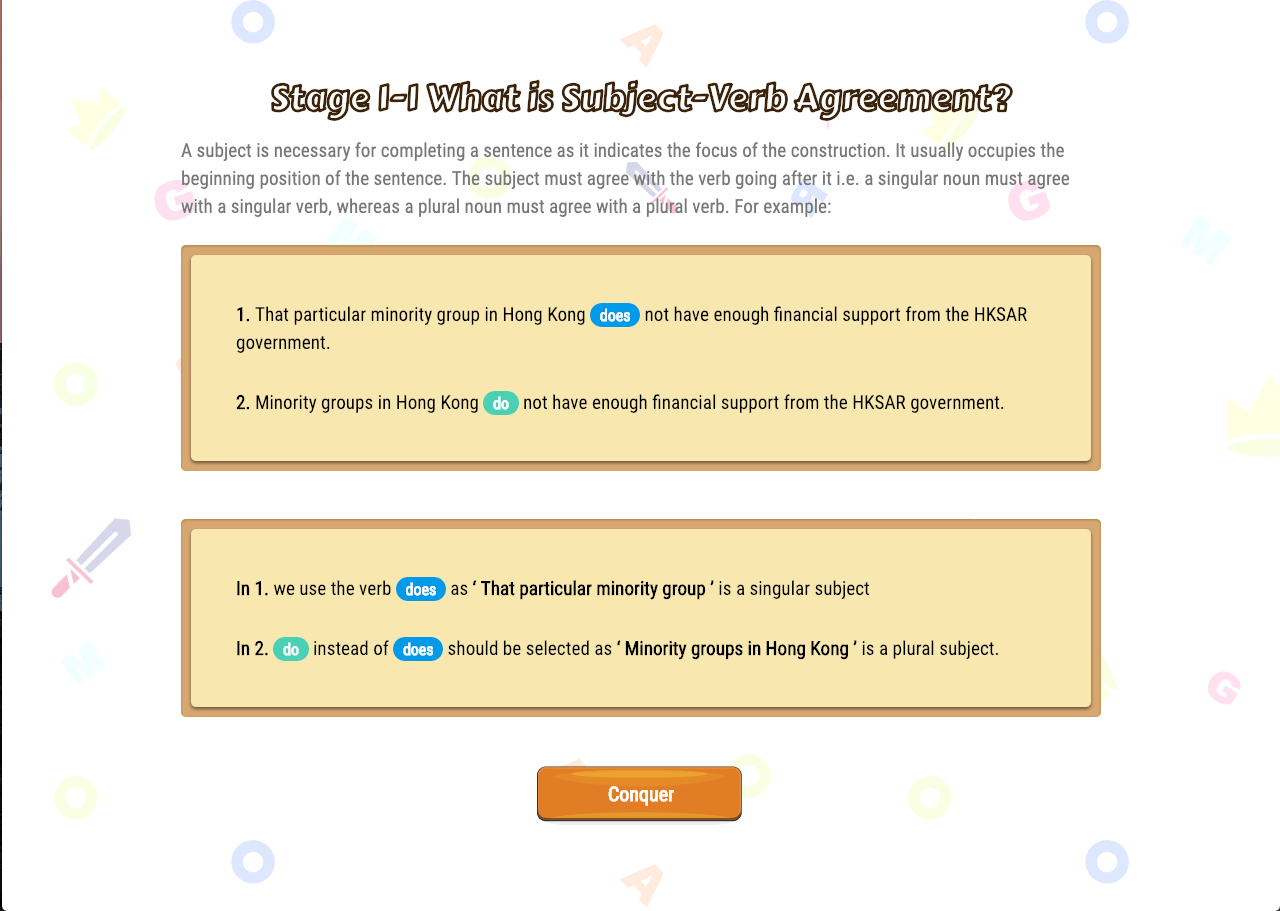 Stage 1-1 What is Subject-Verb Agreement?
A subject is necessary for completing a sentence as it indicates the focus of the construction. It usually occupies the
beginning position of the sentence. The subject must agree with the verb going after it i.e. a singular noun must agree
with a singular verb, whereas a plural noun must agree with a plural verb. For example:
1. That particular minority group in Hong Kong does not have enough financial support from the HKSAR
government.
2. Minority groups in Hong Kong do not have enough financial support from the HKSAR government.
In 1. we use the verb does as ‘ That particular minority group ’ is a singular subject
In 2. do instead of does should be selected as ‘ Minority groups in Hong Kong ’ is a plural subject.
Conquer